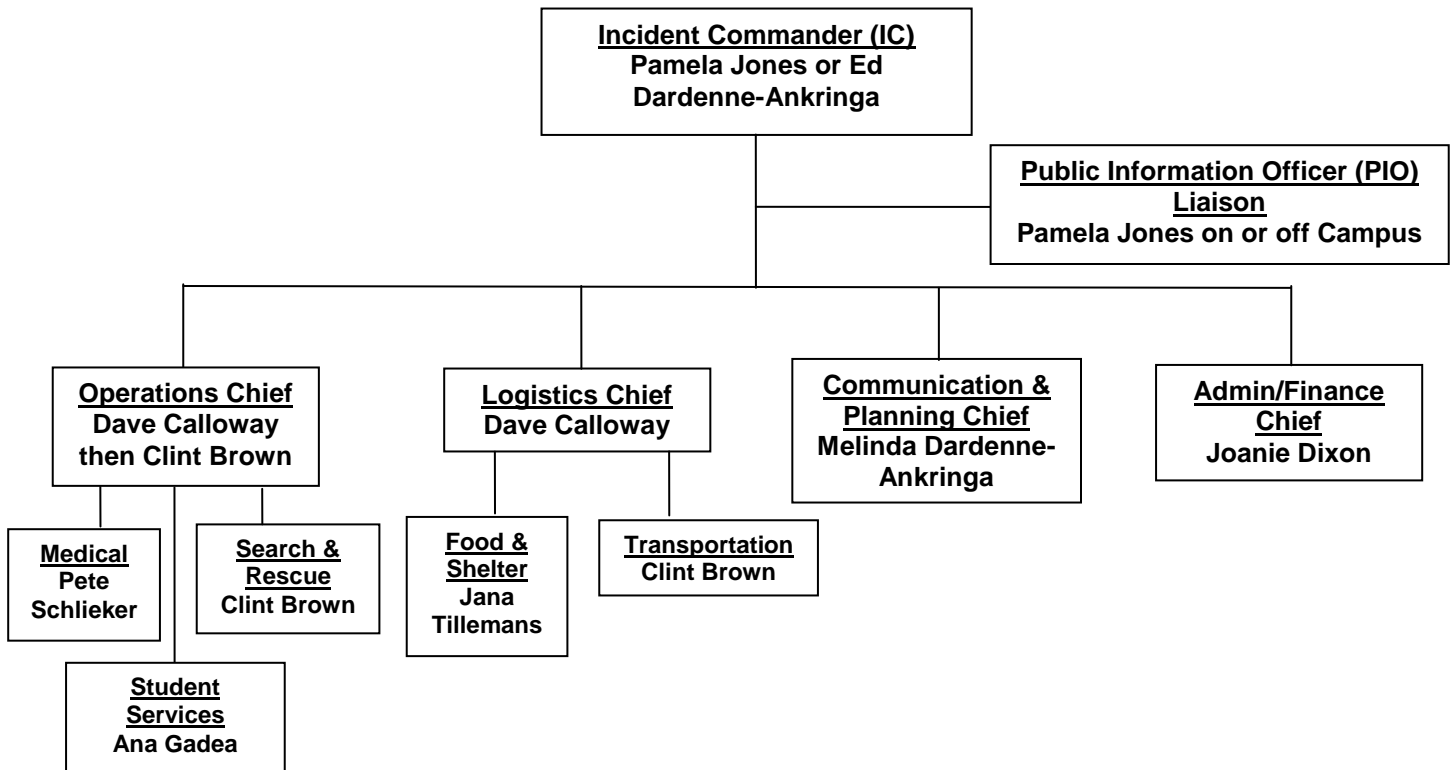 Incident Commander (IC)
Pamela Jones or Ed
Dardenne-Ankringa
Public Information Officer (PIO)
Liaison
Pamela Jones on or off Campus
Operations Chief
Dave Calloway
then Clint Brown
Logistics Chief
Dave Calloway
Communication &
Planning Chief
Melinda Dardenne-
Ankringa
Admin/Finance
Chief
Joanie Dixon
Medical
Pete
Schlieker
Search &
Rescue
Clint Brown
Food &
Shelter
Jana
Tillemans
Transportation
Clint Brown
Student
Services
Ana Gadea